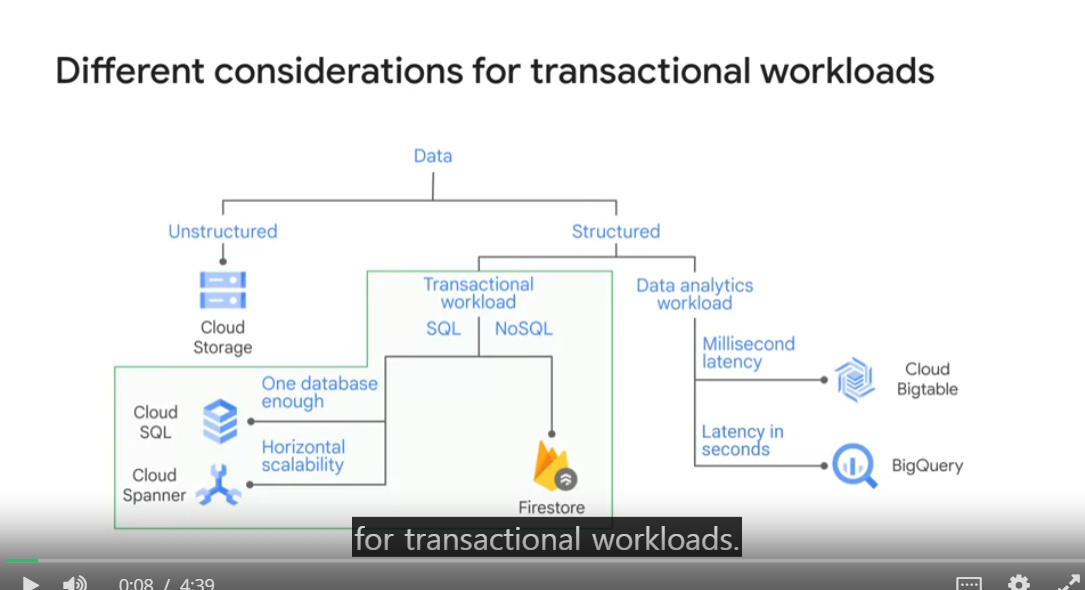 Different considerations for transactional workloads
Data
Unstructured
Structured
Cloud
Storage
Transactional
workload
SQL
NoSQL
Data analytics
workload
One database
enough
Cloud
SQL
Horizontal
scalability
Cloud
Spanner
Firestore
Millisecond
latency
Cloud
Bigtable
Latency in
seconds
BigQuery
for transactional workloads.
0:08 / 4:39